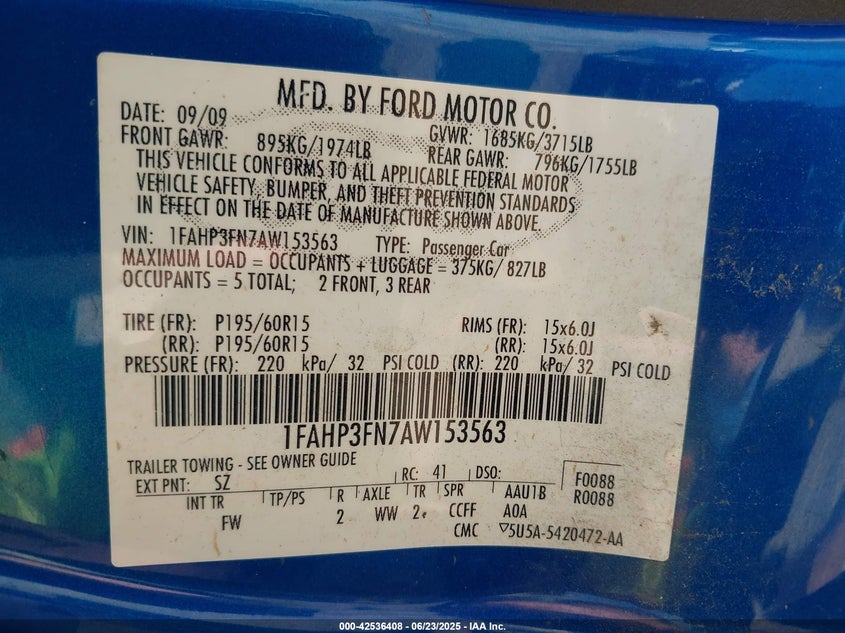 MFD. BY FORD MOTOR CO.
DATE: 09/09 GVWR: 1685KG/3715LB
FRONT GAWR: 895KG/1974LB REAR GAWR: 796KG/1755LB
THIS VEHICLE CONFORMS TO ALL APPLICABLE FEDERAL MOTOR
VEHICLE SAFETY, BUMPER, AND THEFT PREVENTION STANDARDS
IN EFFECT ON THE DATE OF MANUFACTURE SHOWN ABOVE.
VIN: 1FAHP3FN7AW153563 TYPE: Passenger Car
MAXIMUM LOAD = OCCUPANTS + LUGGAGE = 375KG/ 827LB
OCCUPANTS = 5 TOTAL; 2 FRONT, 3 REAR
TIRE (FR): P195/60R15 RIMS (FR): 15x6.0J
(RR): P195/60R15 (RR): 15x6.0J
PRESSURE (FR): 220 kPa/ 32 PSI COLD (RR): 220 kPa/ 32 PSI COLD
1FAHP3FN7AW153563
TRAILER TOWING - SEE OWNER GUIDE
EXT PNT: SZ RC: 41 DSO: F0088
INT TR TP/PS R AXLE TR SPR AAU1B R0088
FW 2 WW 2. CCFF AOA
CMC ▽5U5A-5420472-AA
000-42536408 - 06/23/2025 - IAA Inc.